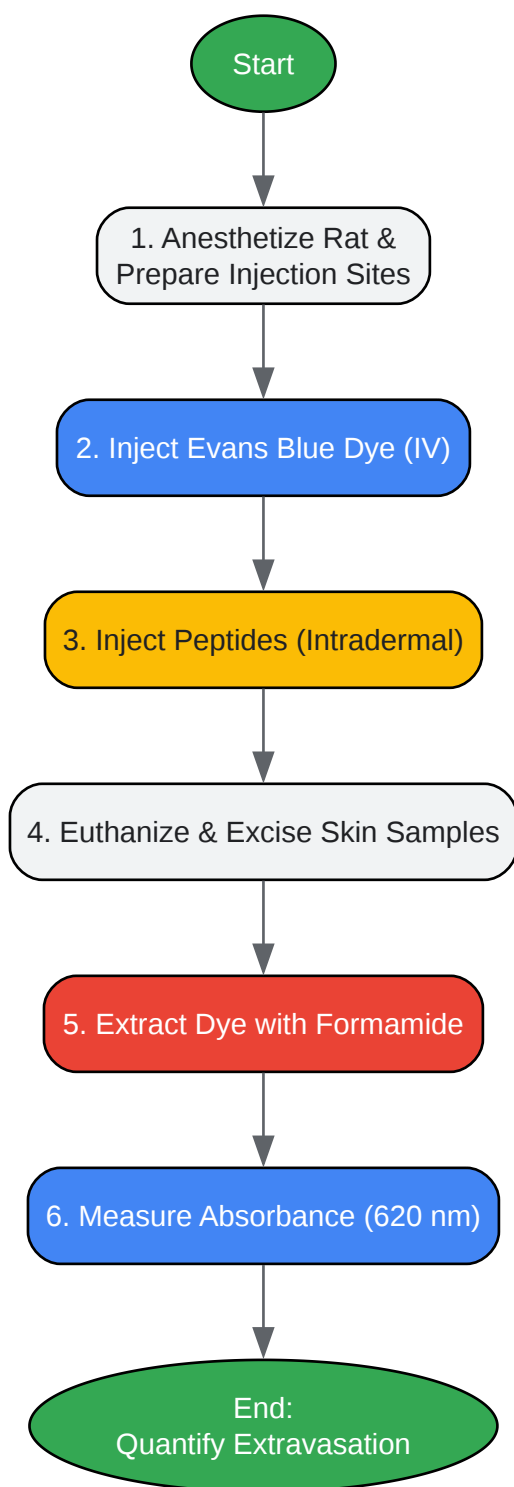 Start
1. Anesthetize Rat &
Prepare Injection Sites
2. Inject Evans Blue Dye (IV)
3. Inject Peptides (Intradermal)
4. Euthanize & Excise Skin Samples
5. Extract Dye with Formamide
6. Measure Absorbance (620 nm)
End:
Quantify Extravasation